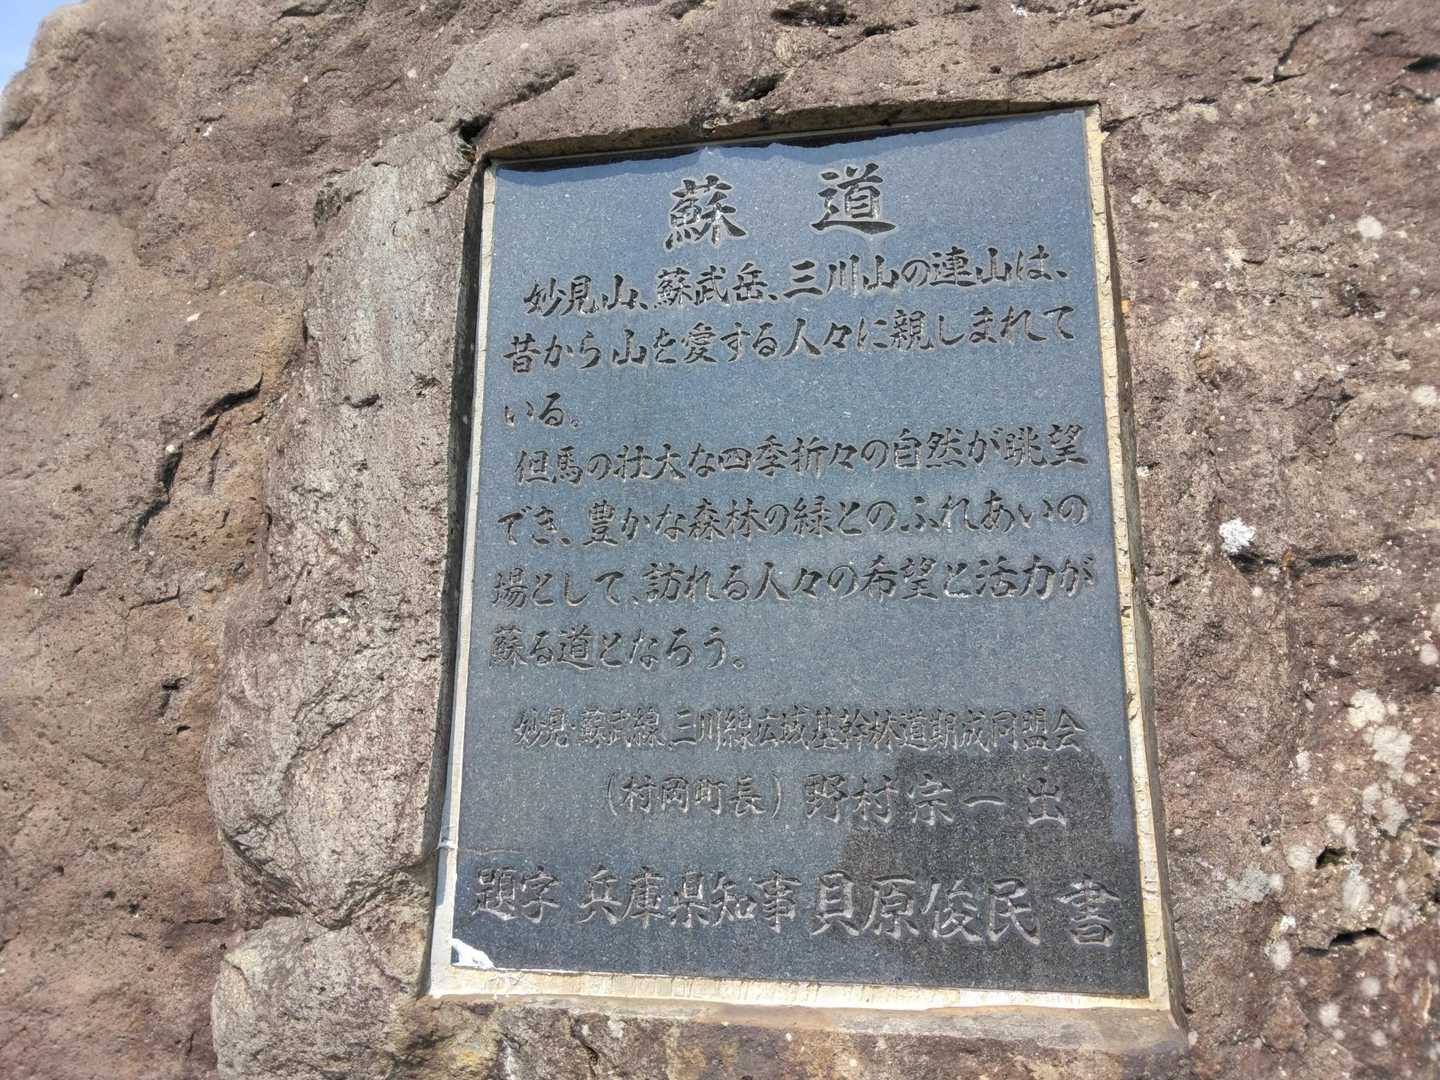 蘇道
妙見山、蘇武岳、三川山の連山は、
昔から山を愛する人々に親しまれて
いる。
但馬の壮大な四季折々の自然が眺望
でき、豊かな森林の緑とのふれあいの
場として、訪れる人々の希望と活力が
蘇る道となろう。
妙見・蘇武線、三川線広域基幹林道期成同盟会
(村岡町長)野村宗一出
題字 兵庫県知事 貝原俊民 書